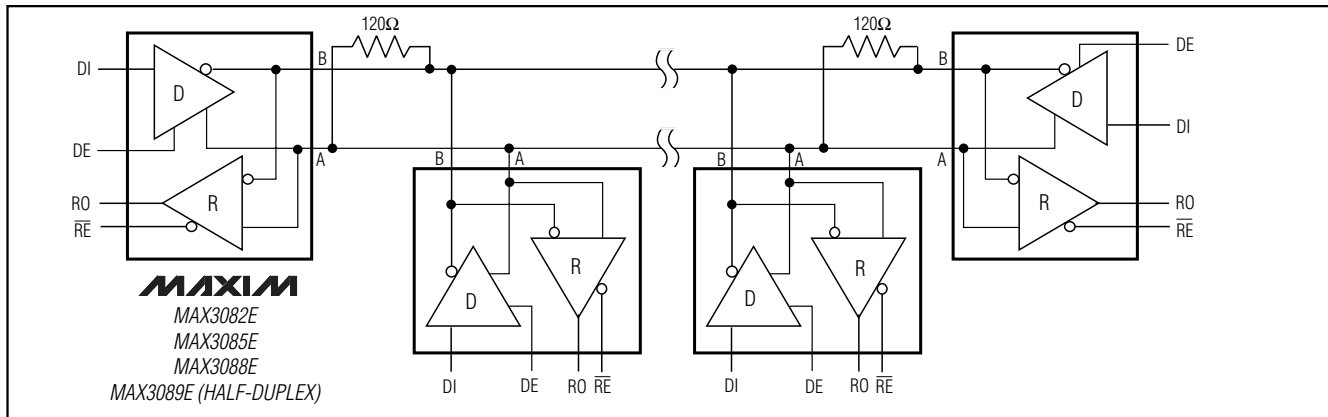 120Ω
120Ω
DI
B
B
DE
D
D
DI
DE
A
B
A
B
A
A
RO
R
R
RO
RE
RE
R
R
D
D
MAXIM
MAX3082E
MAX3085E
MAX3088E
MAX3089E (HALF-DUPLEX)
DI
DE
RO
RE
DI
DE
RO
RE